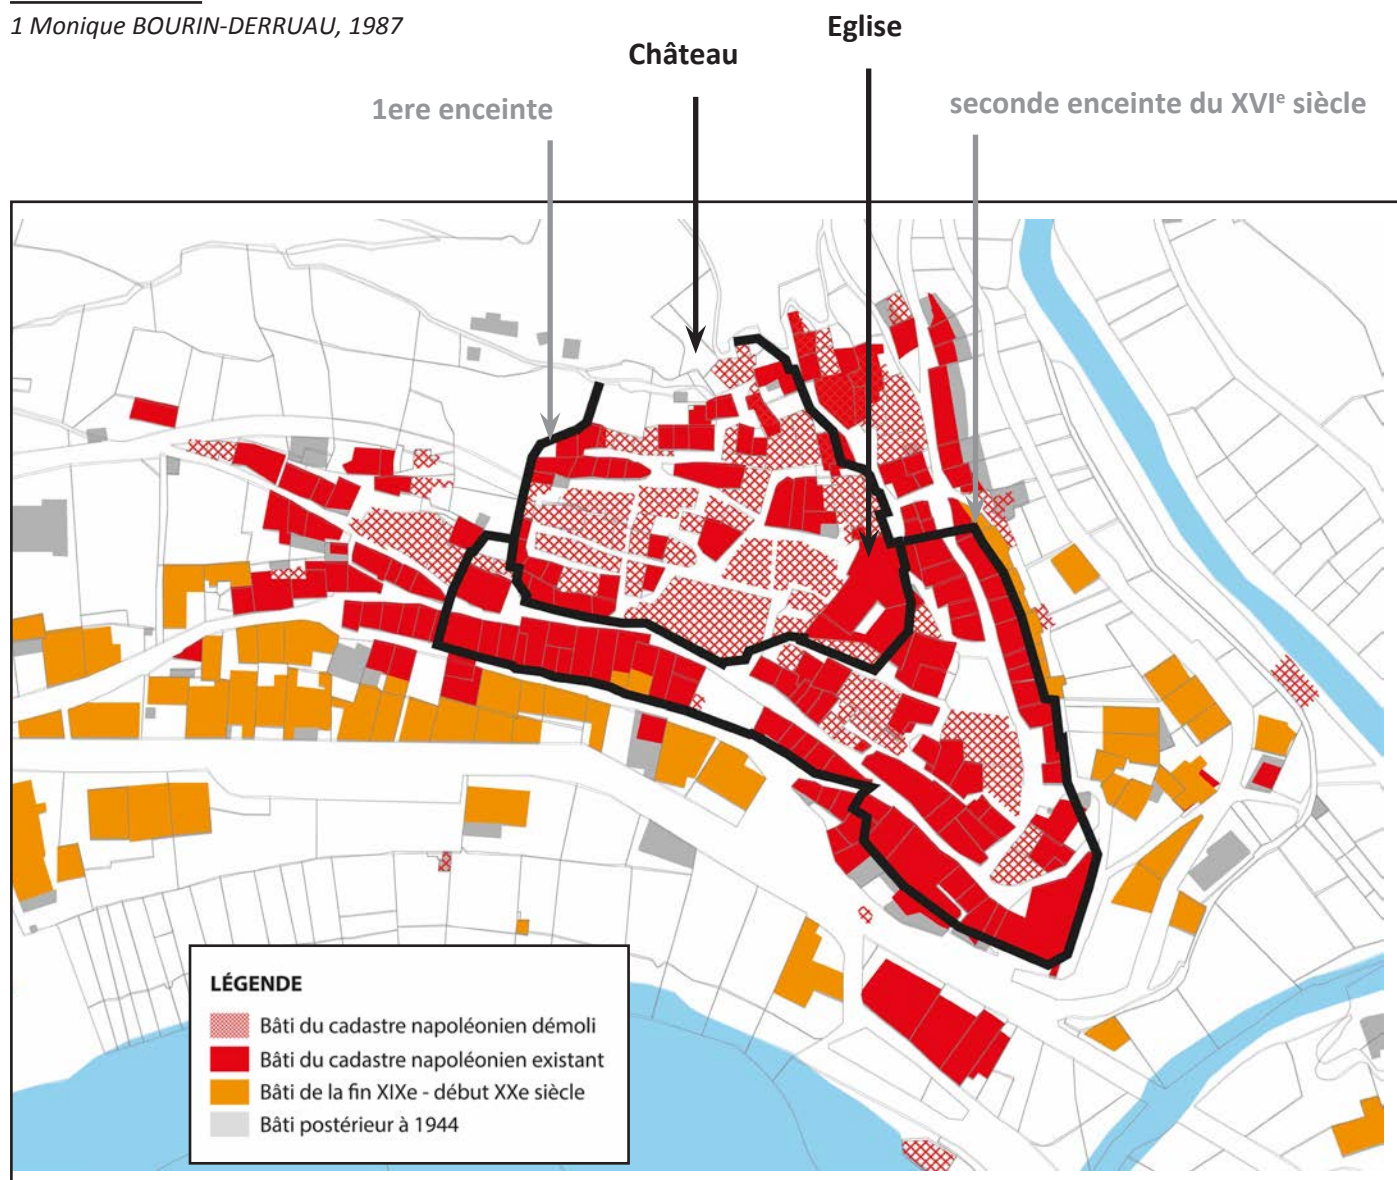 1 Monique BOURIN-DERRUAU, 1987
Eglise
Château
1ere enceinte
seconde enceinte du XVIe siècle
LÉGENDE
Bâti du cadastre napoléonien démoli
Bâti du cadastre napoléonien existant
Bâti de la fin XIXe - début XXe siècle
Bâti postérieur à 1944